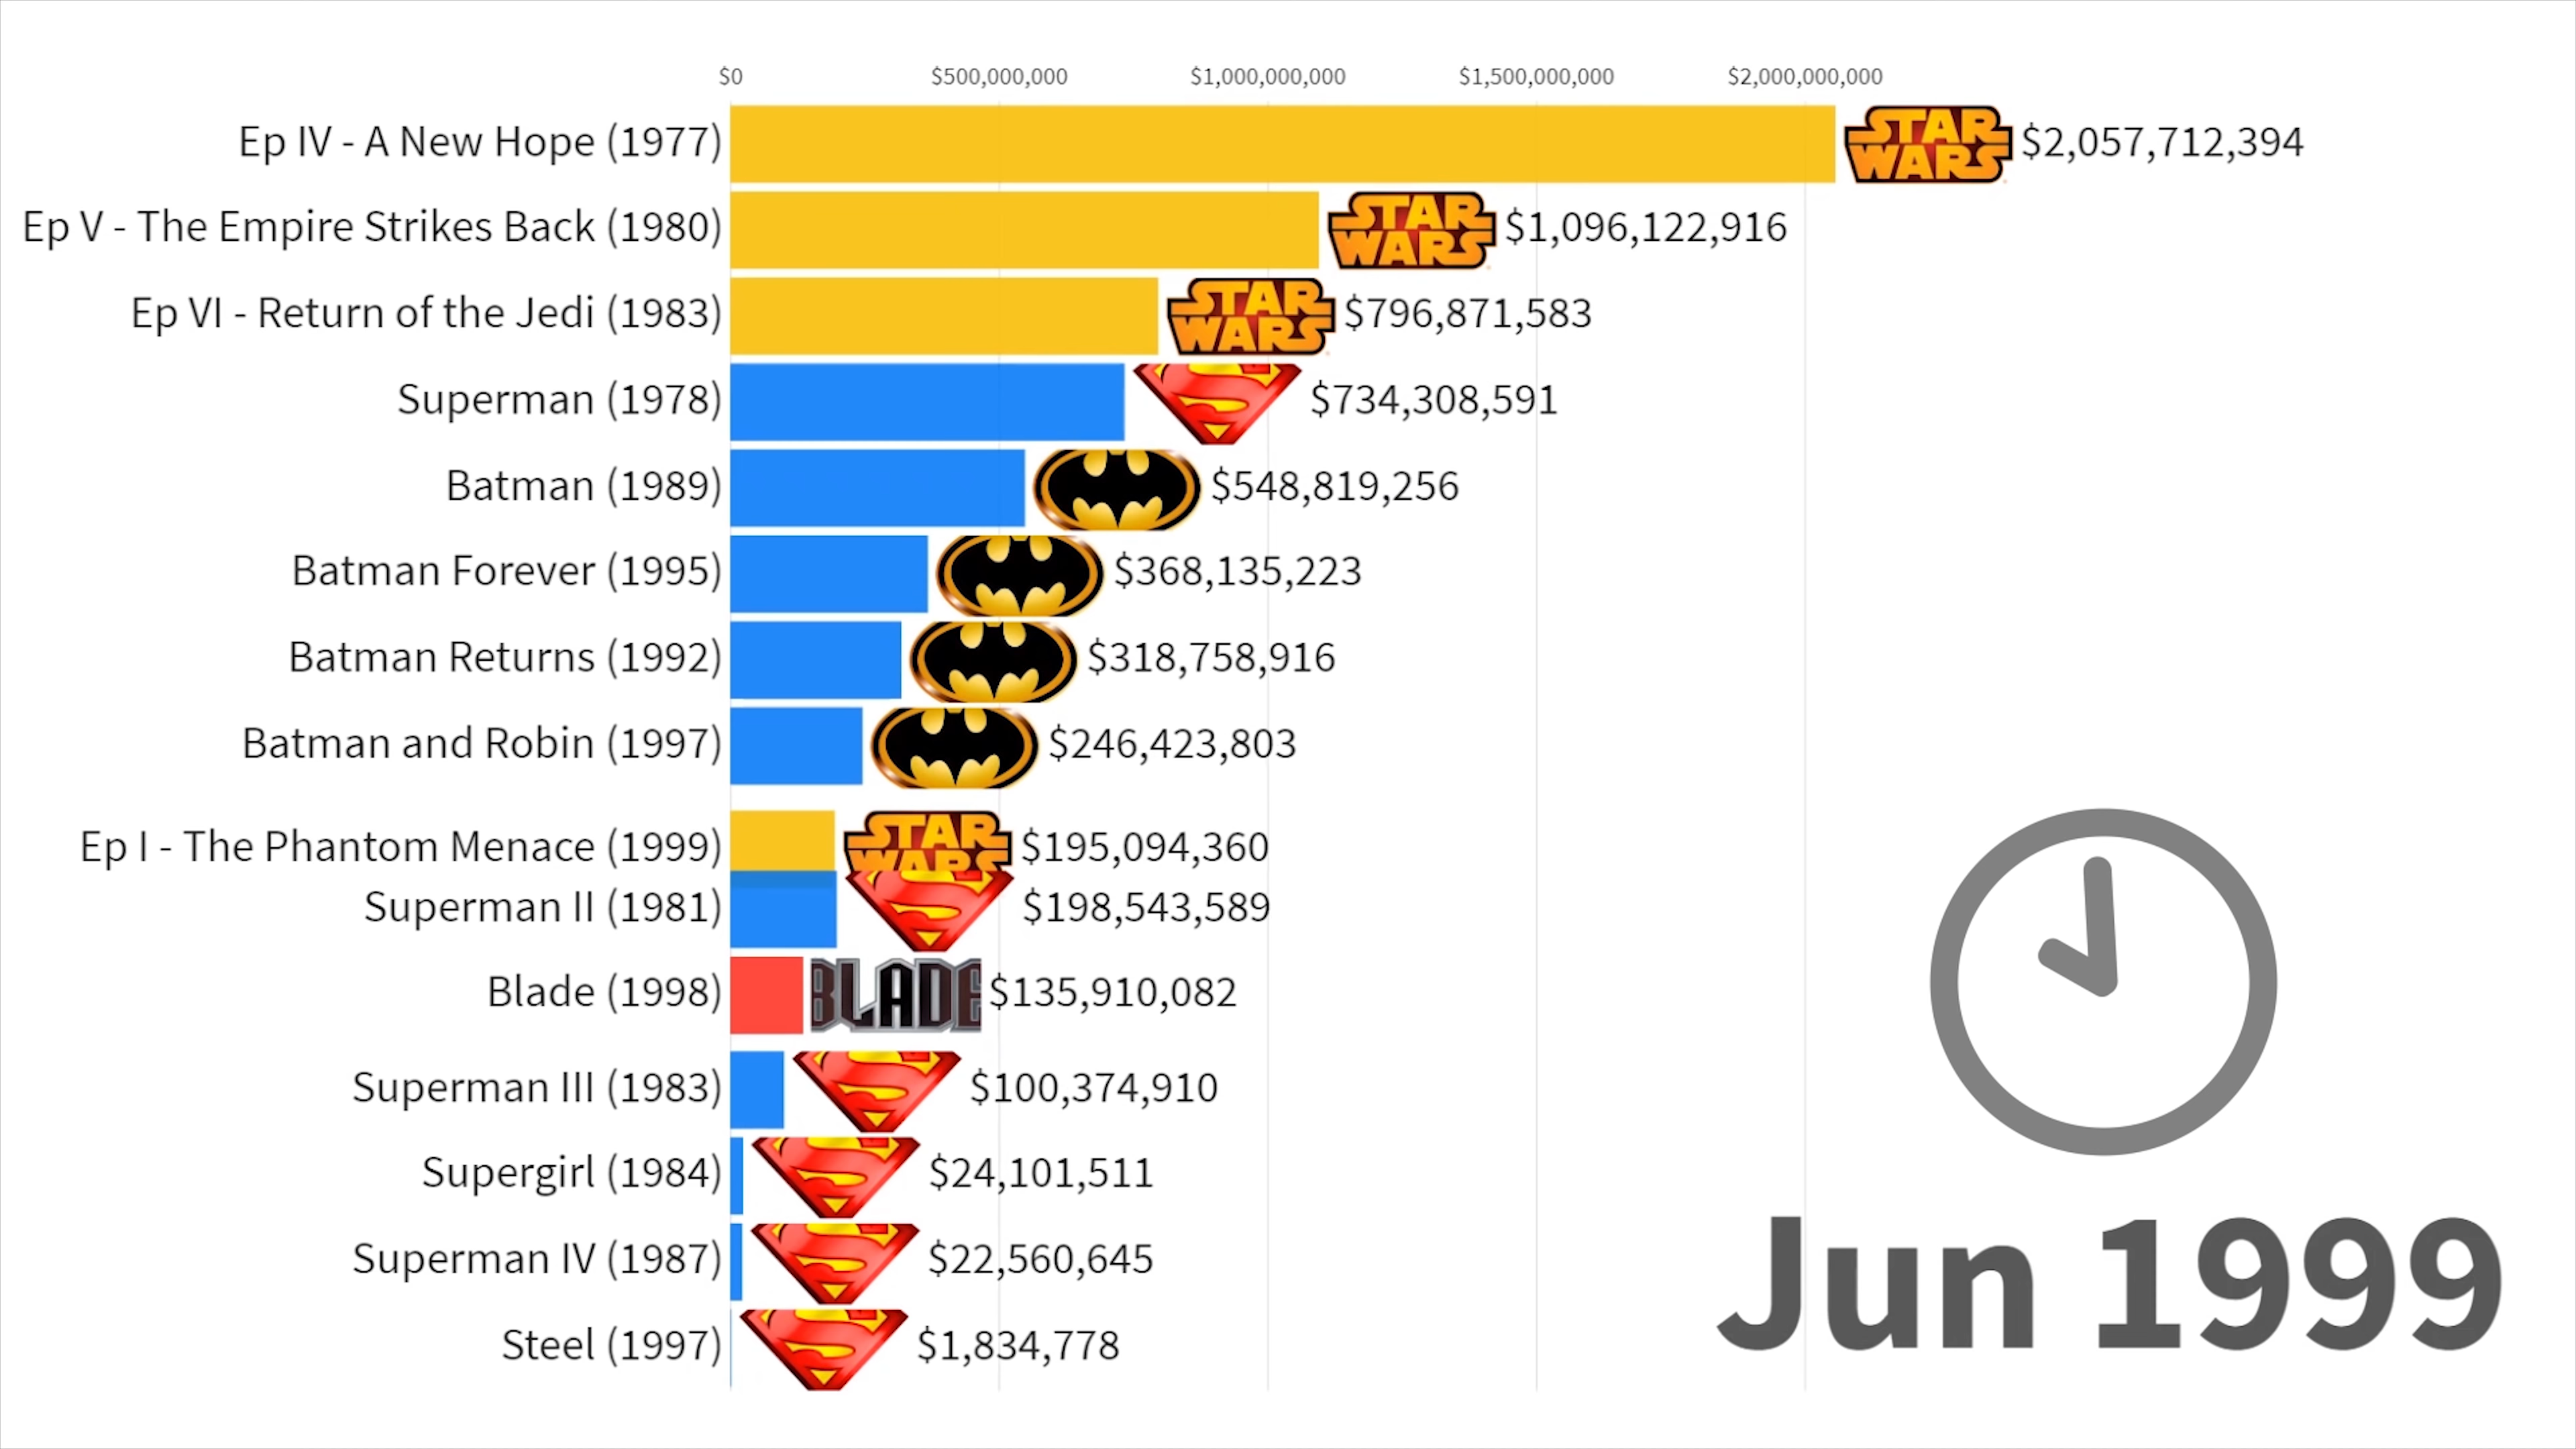 $0 $500,000,000 $1,000,000,000 $1,500,000,000 $2,000,000,000
Ep IV - A New Hope (1977) STAR WARS $2,057,712,394
Ep V - The Empire Strikes Back (1980) STAR WARS $1,096,122,916
Ep VI - Return of the Jedi (1983) STAR WARS $796,871,583
Superman (1978) S $734,308,591
Batman (1989) $548,819,256
Batman Forever (1995) $368,135,223
Batman Returns (1992) $318,758,916
Batman and Robin (1997) $246,423,803
Ep I - The Phantom Menace (1999) STAR WARS $195,094,360
Superman II (1981) S $198,543,589
Blade (1998) BLADE $135,910,082
Superman III (1983) S $100,374,910
Supergirl (1984) S $24,101,511
Superman IV (1987) S $22,560,645
Steel (1997) S $1,834,778
Jun 1999